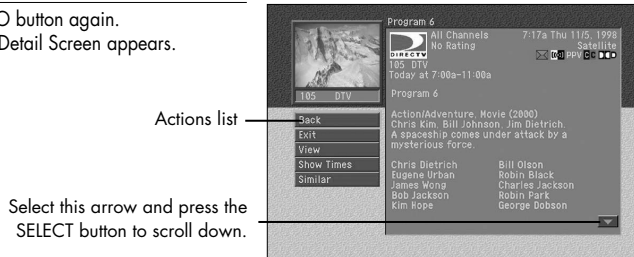 O button again.
Detail Screen appears.
Actions list
Select this arrow and press the
SELECT button to scroll down.
105 DTV
Back
Exit
View
Show Times
Similar
Program 6
DIRECTV
All Channels 7:17a Thu 11/5, 1998
No Rating Satellite
PPV
105 DTV
Today at 7:00a-11:00a
Program 6
Action/Adventure, Movie (2000)
Chris Kim, Bill Johnson, Jim Dietrich.
A spaceship comes under attack by a
mysterious force.
Chris Dietrich Bill Olson
Eugene Urban Robin Black
James Wong Charles Jackson
Bob Jackson Robin Park
Kim Hope George Dobson